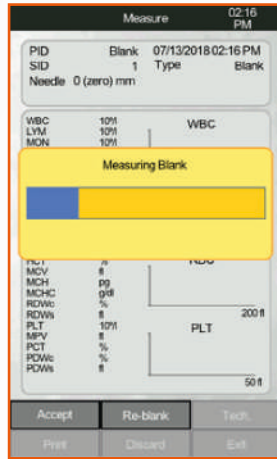 Measure 02:16 PM
PID Blank 07/13/2018 02:16 PM
SID 1 Type Blank
Needle 0 (zero) mm
WBC 10⁹/l WBC
LYM 10⁹/l
MON 10⁹/l
Measuring Blank
HCT %
MCV fl
MCH pg
MCHC g/dl
RDWc %
RDWs fl 200 fl
PLT 10⁹/l PLT
MPV fl
PCT %
PDWc %
PDWs fl 50 fl
Accept Re-blank Tech.
Print Discard Exit